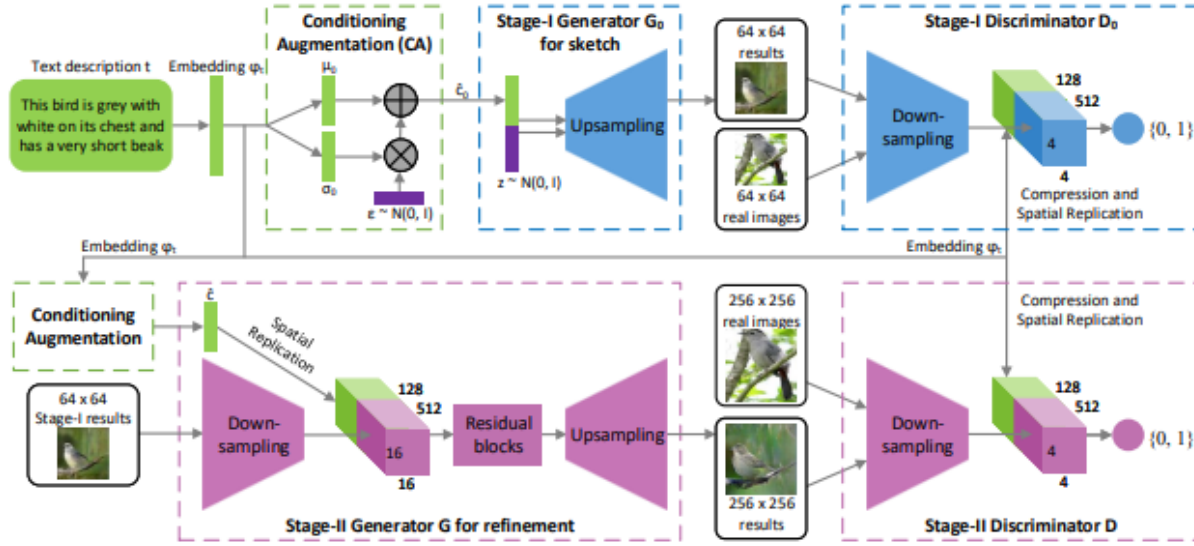 Conditioning
Augmentation (CA)
Stage-I Generator G₀
for sketch
Stage-I Discriminator D₀
Text description t
Embedding φₜ
This bird is grey with
white on its chest and
has a very short beak
μ₀
σ₀
ε ~ N(0, I)
ĉ₀
z ~ N(0, I)
Upsampling
64 x 64
results
64 x 64
real images
Down-
sampling
128
512
4
4
{0, 1}
Compression and
Spatial Replication
Embedding φₜ
Embedding φₜ
Conditioning
Augmentation
64 x 64
Stage-I results
ĉ
Spatial
Replication
Down-
sampling
128
512
16
16
Residual
blocks
Upsampling
Stage-II Generator G for refinement
256 x 256
real images
256 x 256
results
Compression and
Spatial Replication
Down-
sampling
128
512
4
4
{0, 1}
Stage-II Discriminator D